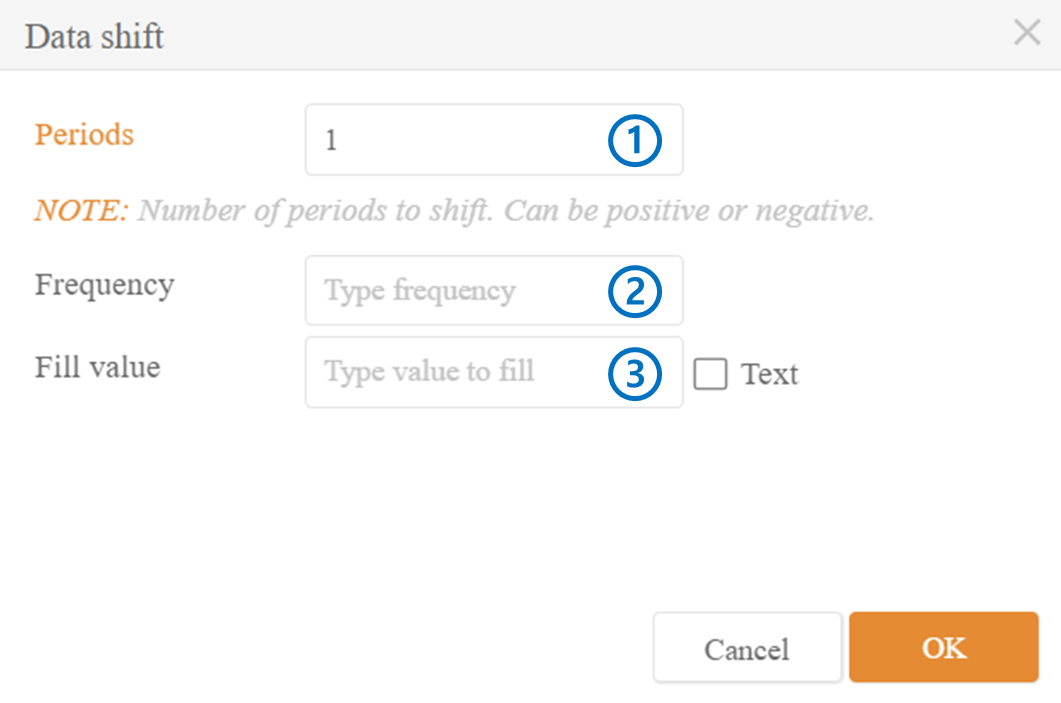 Data shift
Periods 1 ①
NOTE: Number of periods to shift. Can be positive or negative.
Frequency Type frequency ②
Fill value Type value to fill ③ Text
Cancel OK